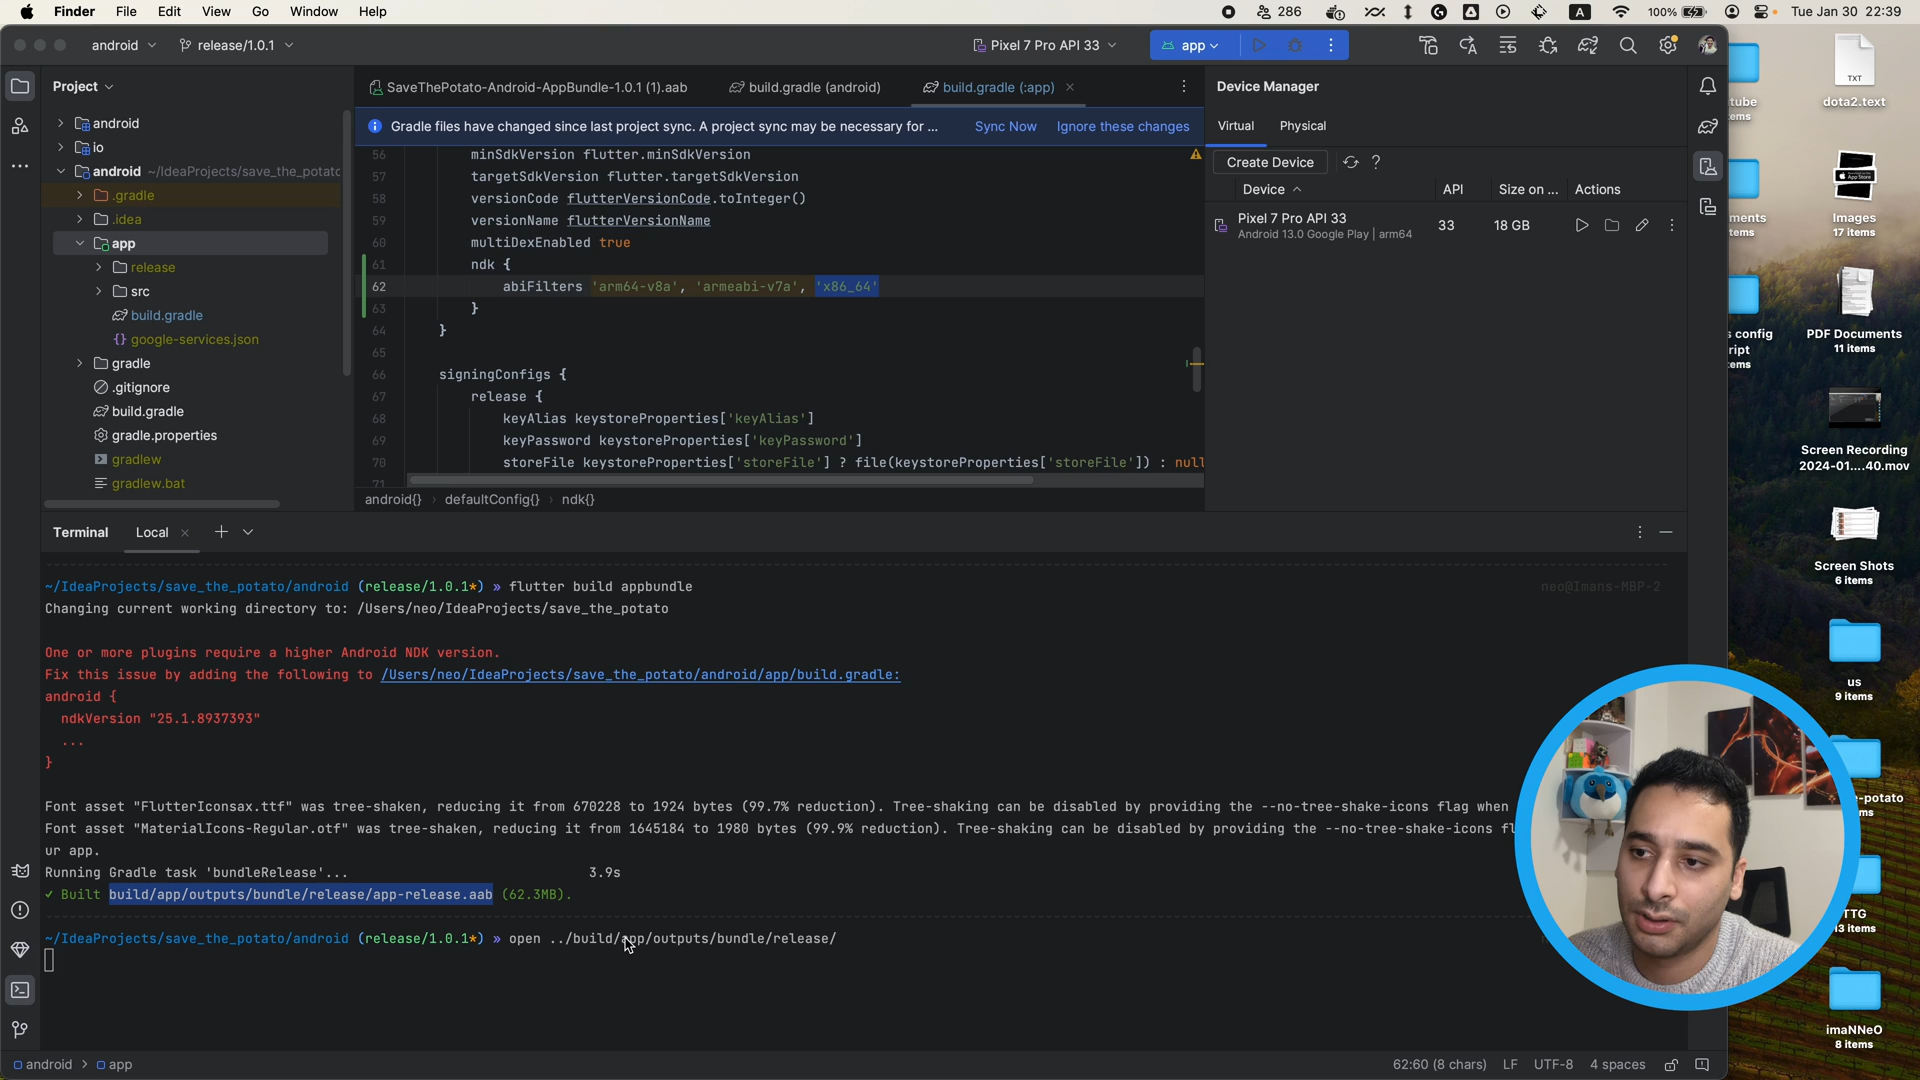 Finder File Edit View Go Window Help
286
A
100%
Tue Jan 30 22:39
android
release/1.0.1
Pixel 7 Pro API 33
app
Project
SaveThePotato-Android-AppBundle-1.0.1 (1).aab
build.gradle (android)
build.gradle (:app)
Gradle files have changed since last project sync. A project sync may be necessary for ...
Sync Now
Ignore these changes
android
io
android ~/IdeaProjects/save_the_potato
.gradle
.idea
app
release
src
build.gradle
google-services.json
gradle
.gitignore
build.gradle
gradle.properties
gradlew
gradlew.bat
56 minSdkVersion flutter.minSdkVersion
57 targetSdkVersion flutter.targetSdkVersion
58 versionCode flutterVersionCode.toInteger()
59 versionName flutterVersionName
60 multiDexEnabled true
61 ndk {
62 abiFilters 'arm64-v8a', 'armeabi-v7a', 'x86_64'
63 }
64 }
65
66 signingConfigs {
67 release {
68 keyAlias keystoreProperties['keyAlias']
69 keyPassword keystoreProperties['keyPassword']
70 storeFile keystoreProperties['storeFile'] ? file(keystoreProperties['storeFile']) : null
71
android{} › defaultConfig{} › ndk{}
Device Manager
Virtual Physical
Create Device
?
Device API Size on ... Actions
Pixel 7 Pro API 33 33 18 GB
Android 13.0 Google Play | arm64
Terminal Local
~/IdeaProjects/save_the_potato/android (release/1.0.1*) » flutter build appbundle
neo@Imans-MBP-2
Changing current working directory to: /Users/neo/IdeaProjects/save_the_potato
One or more plugins require a higher Android NDK version.
Fix this issue by adding the following to /Users/neo/IdeaProjects/save_the_potato/android/app/build.gradle:
android {
ndkVersion "25.1.8937393"
...
}
Font asset "FlutterIconsax.ttf" was tree-shaken, reducing it from 670228 to 1924 bytes (99.7% reduction). Tree-shaking can be disabled by providing the --no-tree-shake-icons flag when
Font asset "MaterialIcons-Regular.otf" was tree-shaken, reducing it from 1645184 to 1980 bytes (99.9% reduction). Tree-shaking can be disabled by providing the --no-tree-shake-icons fl
ur app.
Running Gradle task 'bundleRelease'... 3.9s
✓ Built build/app/outputs/bundle/release/app-release.aab (62.3MB).
~/IdeaProjects/save_the_potato/android (release/1.0.1*) » open ../build/app/outputs/bundle/release/
android › app
62:60 (8 chars) LF UTF-8 4 spaces
TXT
dota2.text
tube
ems
Images
17 items
ments
tems
PDF Documents
11 items
s config
ript
ems
Screen Recording
2024-01....40.mov
Screen Shots
6 items
us
9 items
e-potato
ms
TTG
13 items
imaNNeO
8 items